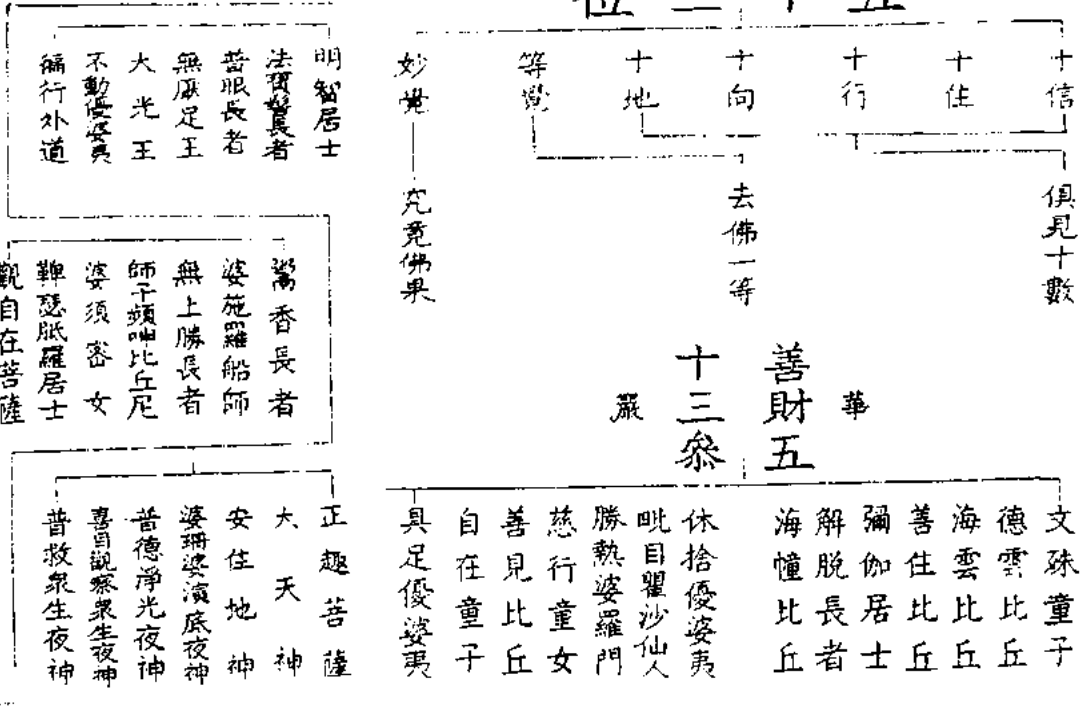 五十二位
十信
十住
十行
十向
十地
等覺
妙覺
俱見十數
去佛一等
究竟佛果
華嚴
善財五十三參
文殊童子
德雲比丘
海雲比丘
善住比丘
彌伽居士
解脫長者
海幢比丘
休捨優婆夷
毗目瞿沙仙人
勝熱婆羅門
慈行童女
善見比丘
自在童子
具足優婆夷
明智居士
法寶髻長者
普眼長者
無厭足王
大光王
不動優婆夷
徧行外道
鬻香長者
婆施羅船師
無上勝長者
師子頻呻比丘尼
婆須密女
鞞瑟胝羅居士
觀自在菩薩
正趣菩薩
大天神
安住地神
婆珊婆演底夜神
普德淨光夜神
喜目觀察衆生夜神
普救衆生夜神